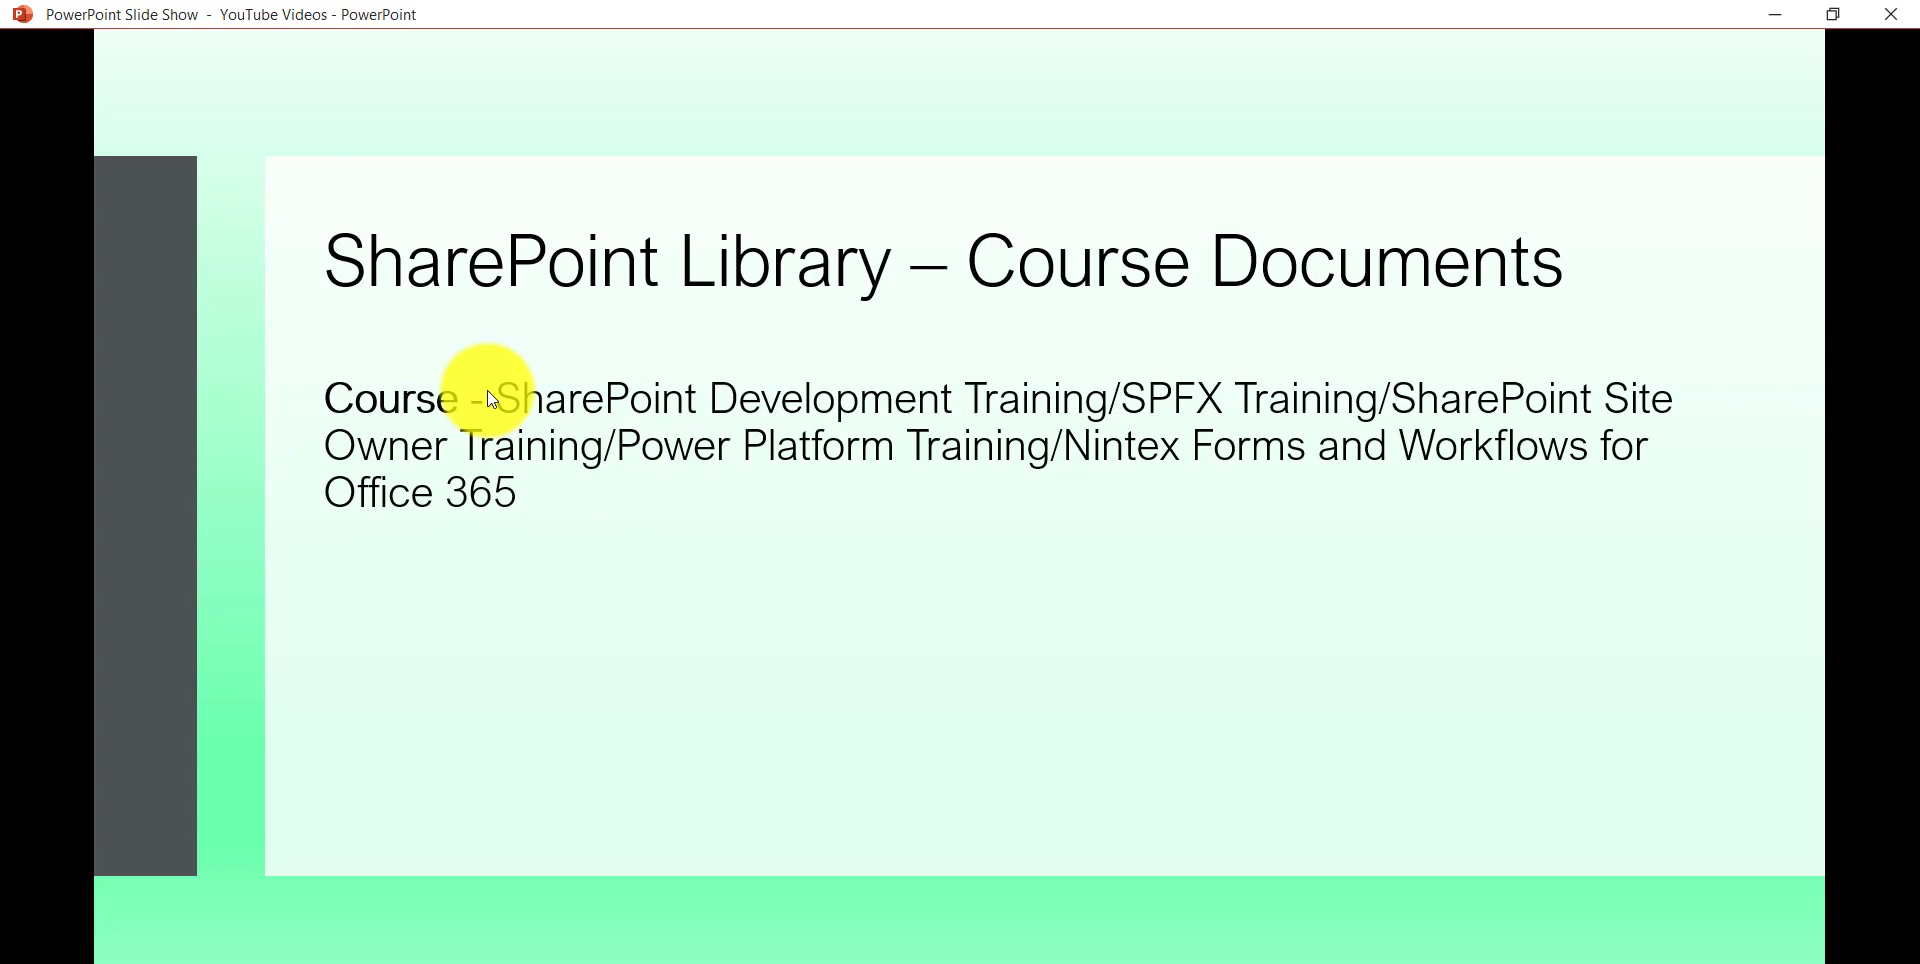 PowerPoint Slide Show - YouTube Videos - PowerPoint
SharePoint Library – Course Documents
Course - SharePoint Development Training/SPFX Training/SharePoint Site
Owner Training/Power Platform Training/Nintex Forms and Workflows for
Office 365